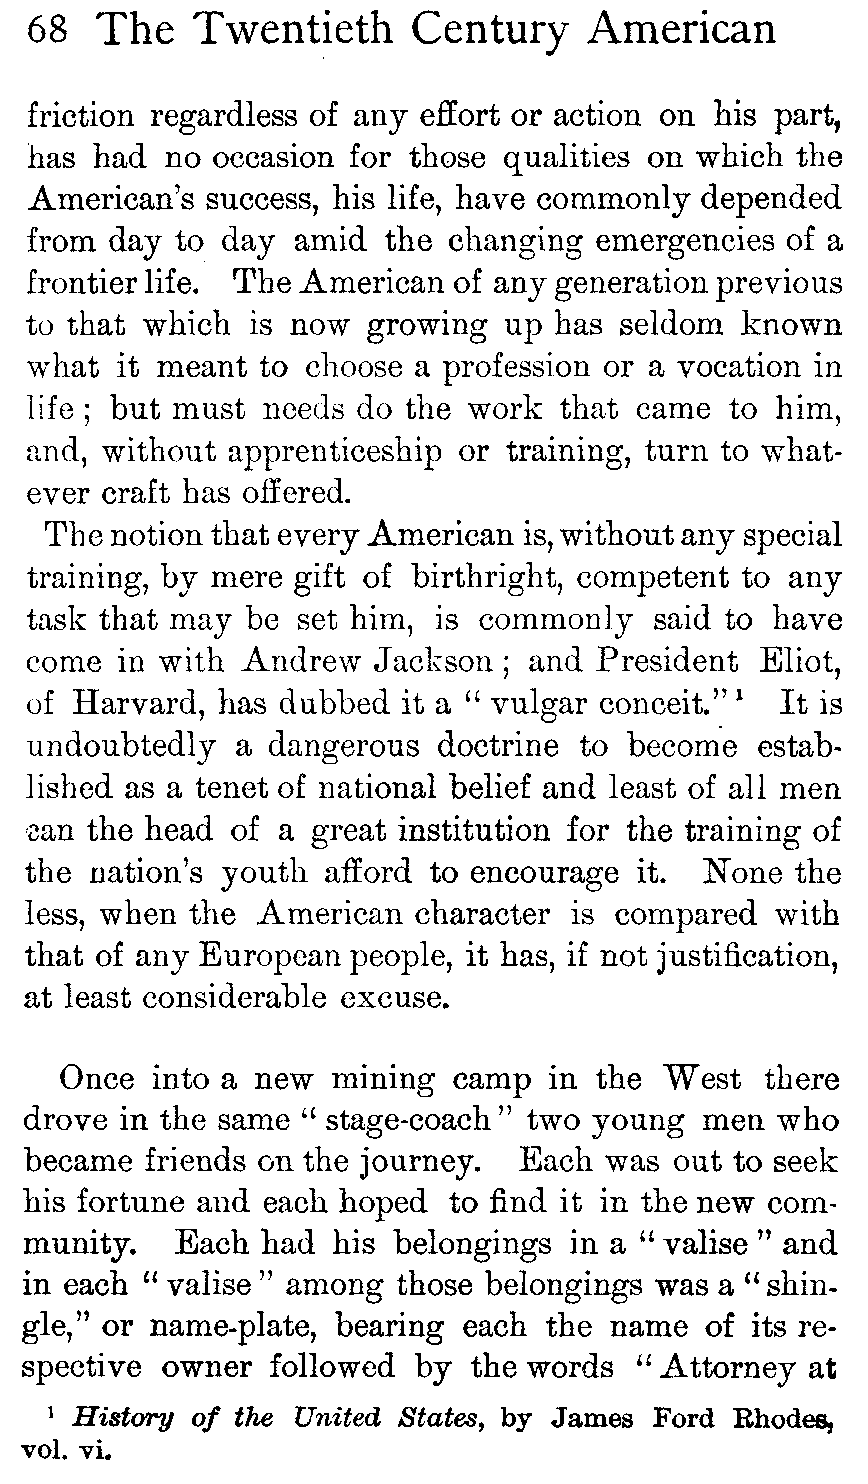 68 The Twentieth Century American
friction regardless of any effort or action on his part,
has had no occasion for those qualities on which the
American's success, his life, have commonly depended
from day to day amid the changing emergencies of a
frontier life. The American of any generation previous
to that which is now growing up has seldom known
what it meant to choose a profession or a vocation in
life ; but must needs do the work that came to him,
and, without apprenticeship or training, turn to what-
ever craft has offered.
The notion that every American is, without any special
training, by mere gift of birthright, competent to any
task that may be set him, is commonly said to have
come in with Andrew Jackson ; and President Eliot,
of Harvard, has dubbed it a " vulgar conceit." ¹ It is
undoubtedly a dangerous doctrine to become estab-
lished as a tenet of national belief and least of all men
can the head of a great institution for the training of
the nation's youth afford to encourage it. None the
less, when the American character is compared with
that of any European people, it has, if not justification,
at least considerable excuse.
Once into a new mining camp in the West there
drove in the same " stage-coach " two young men who
became friends on the journey. Each was out to seek
his fortune and each hoped to find it in the new com-
munity. Each had his belongings in a " valise " and
in each " valise " among those belongings was a " shin-
gle," or name-plate, bearing each the name of its re-
spective owner followed by the words " Attorney at
¹ History of the United States, by James Ford Rhodes,
vol. vi.